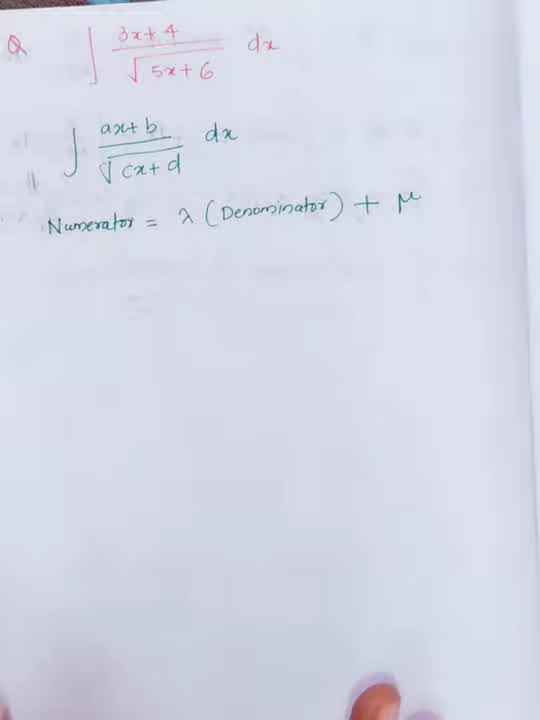 Q ∫ (3x+4)/√(5x+6) dx
∫ (ax+b)/√(cx+d) dx
Numerator = λ (Denominator) + μ